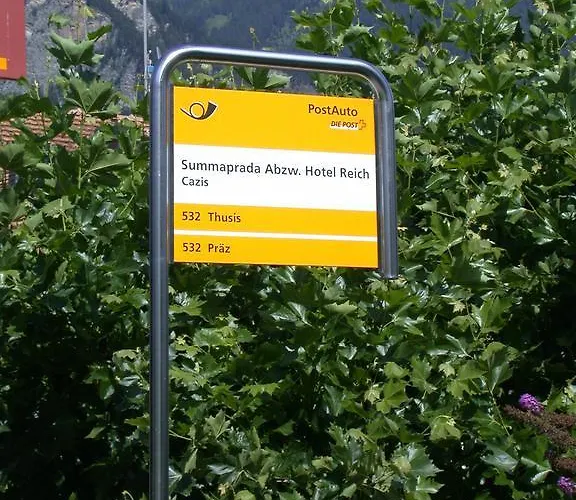 PostAuto
DIE POST
Summaprada Abzw. Hotel Reich
Cazis
532 Thusis
532 Präz